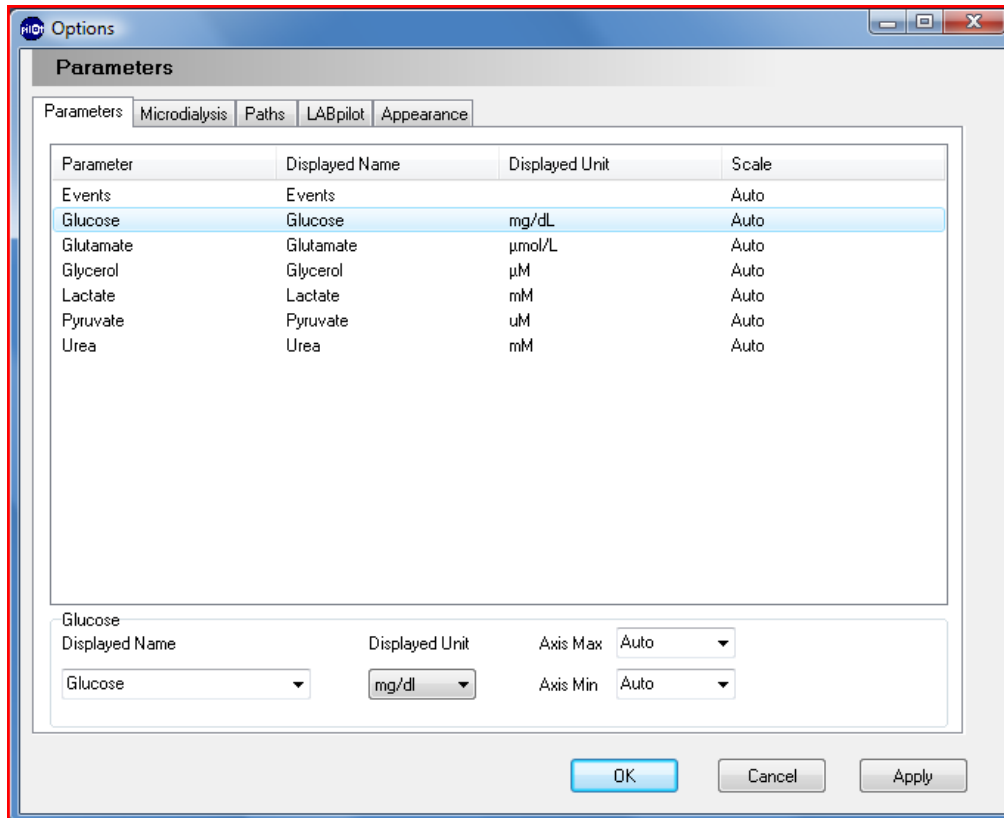 PILOT Options
Parameters
Parameters Microdialysis Paths LABpilot Appearance
Parameter Displayed Name Displayed Unit Scale
Events Events Auto
Glucose Glucose mg/dL Auto
Glutamate Glutamate µmol/L Auto
Glycerol Glycerol µM Auto
Lactate Lactate mM Auto
Pyruvate Pyruvate uM Auto
Urea Urea mM Auto
Glucose
Displayed Name Displayed Unit Axis Max Auto
Glucose mg/dl Axis Min Auto
OK Cancel Apply